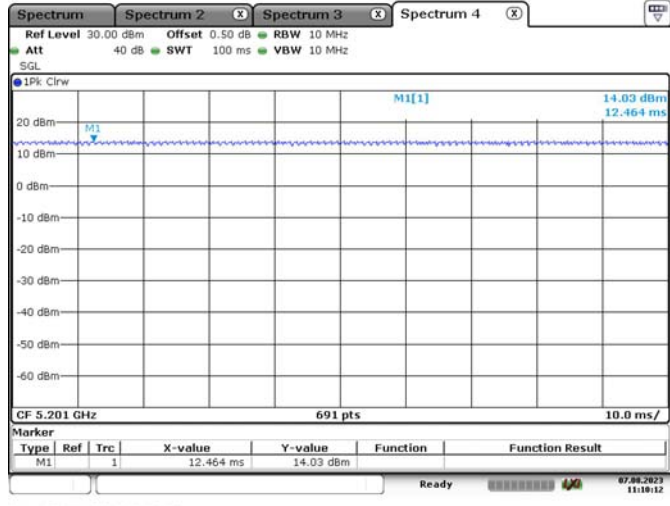 Spectrum Spectrum 2 X Spectrum 3 X Spectrum 4 X
Ref Level 30.00 dBm Offset 0.50 dB RBW 10 MHz
Att 40 dB SWT 100 ms VBW 10 MHz
SGL
1Pk Clrw
M1[1] 14.03 dBm
12.464 ms
20 dBm
M1
10 dBm
0 dBm
-10 dBm
-20 dBm
-30 dBm
-40 dBm
-50 dBm
-60 dBm
CF 5.201 GHz 691 pts 10.0 ms/
Marker
Type Ref Trc X-value Y-value Function Function Result
M1 1 12.464 ms 14.03 dBm
Ready 07.08.2023
11:10:12